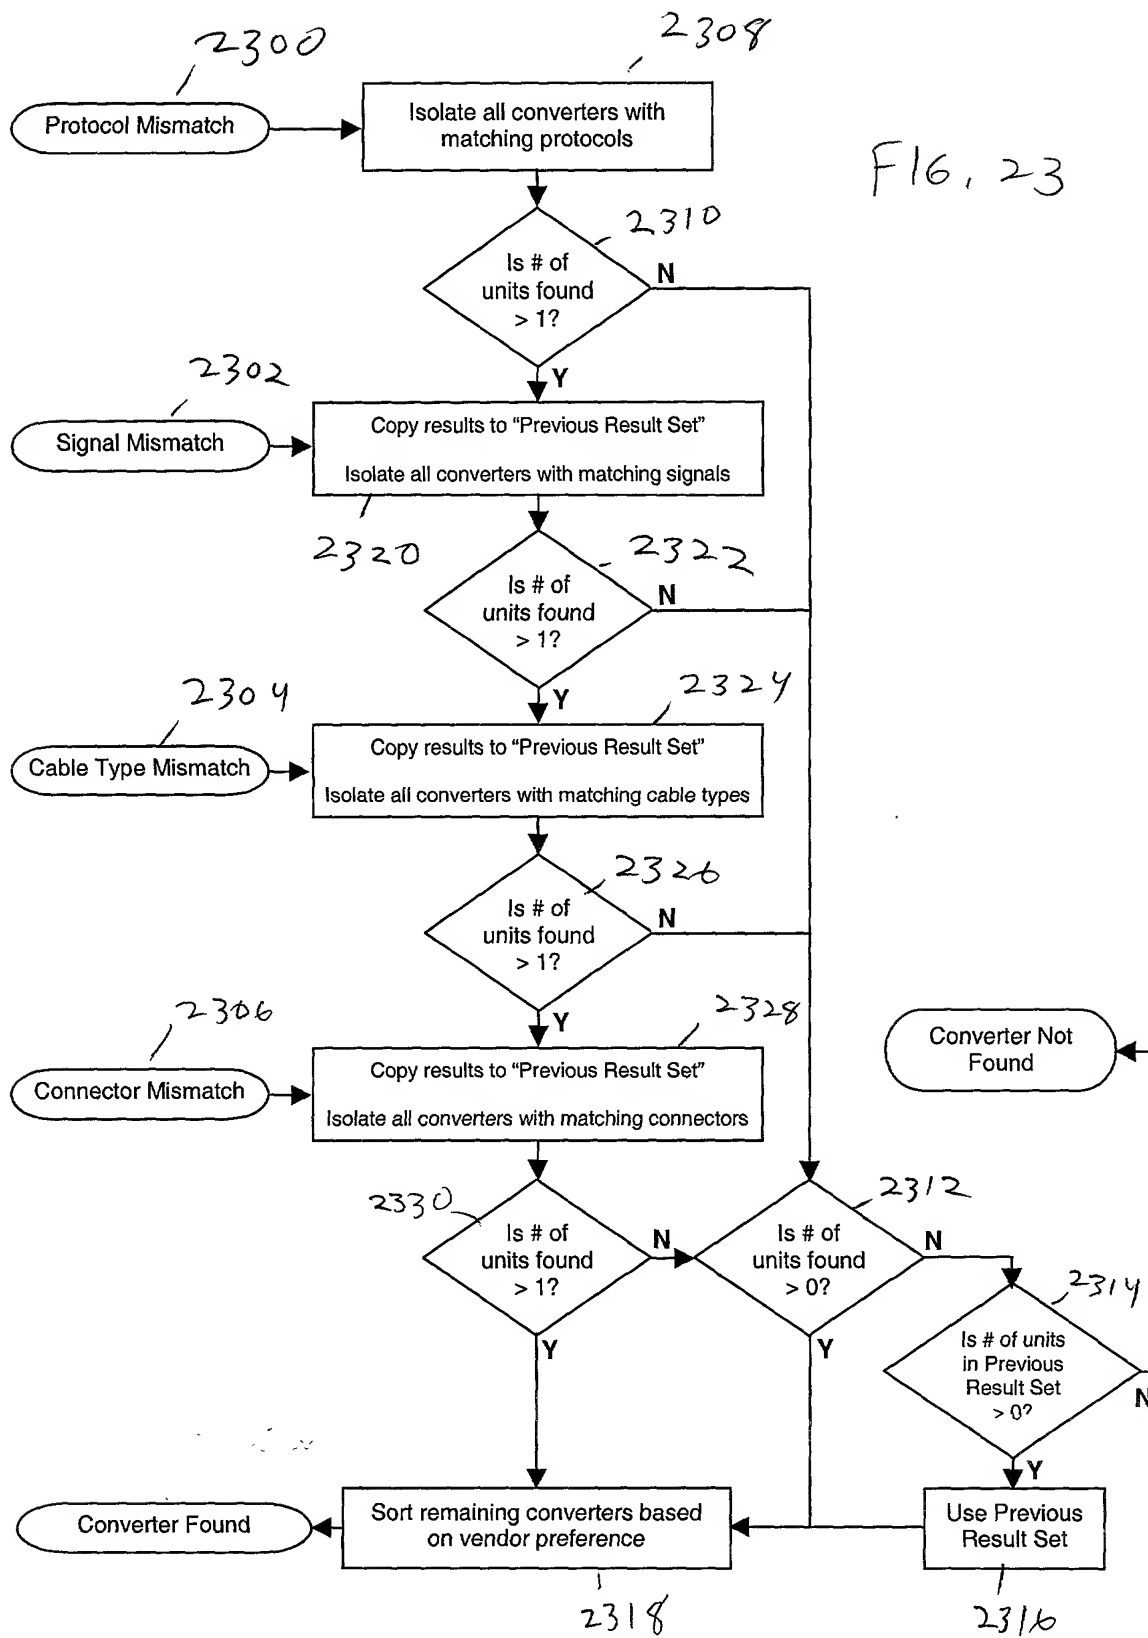 2300
2308
Protocol Mismatch
Isolate all converters with
matching protocols
FIG. 23
2310
Is # of
units found
> 1?
N
Y
2302
Signal Mismatch
Copy results to “Previous Result Set”
Isolate all converters with matching signals
2320
2322
Is # of
units found
> 1?
N
Y
2304
2324
Cable Type Mismatch
Copy results to “Previous Result Set”
Isolate all converters with matching cable types
2326
Is # of
units found
> 1?
N
Y
2306
2328
Connector Mismatch
Copy results to “Previous Result Set”
Isolate all converters with matching connectors
Converter Not
Found
2330
Is # of
units found
> 1?
N
Y
2312
Is # of
units found
> 0?
N
Y
2314
Is # of units
in Previous
Result Set
> 0?
N
Y
Converter Found
Sort remaining converters based
on vendor preference
2318
Use Previous
Result Set
2316